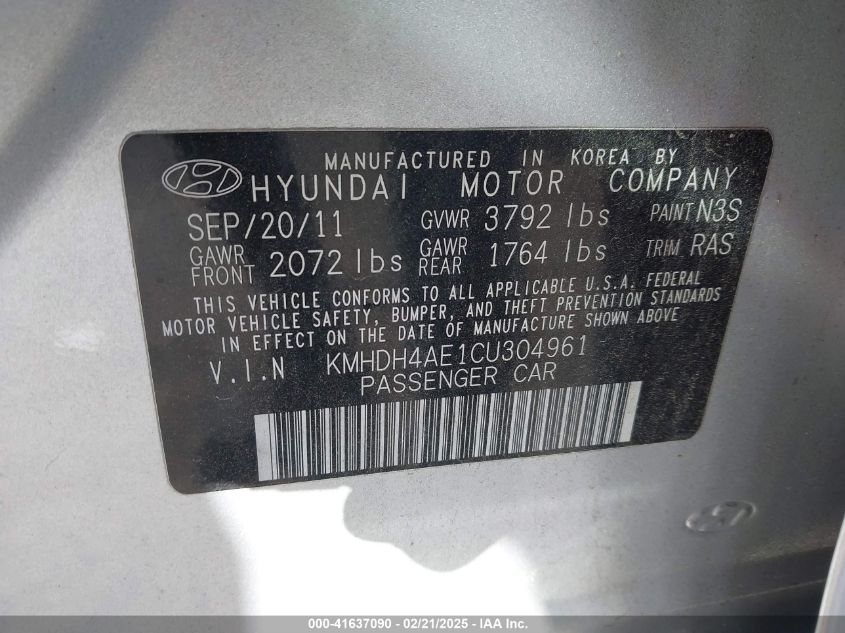 MANUFACTURED IN KOREA BY
HYUNDAI MOTOR COMPANY
SEP/20/11 GVWR 3792 lbs PAINT N3S
GAWR FRONT 2072 lbs GAWR REAR 1764 lbs TRIM RAS
THIS VEHICLE CONFORMS TO ALL APPLICABLE U.S.A. FEDERAL
MOTOR VEHICLE SAFETY, BUMPER, AND THEFT PREVENTION STANDARDS
IN EFFECT ON THE DATE OF MANUFACTURE SHOWN ABOVE
V.I.N KMHDH4AE1CU304961
PASSENGER CAR
000-41637090 - 02/21/2025 - IAA Inc.